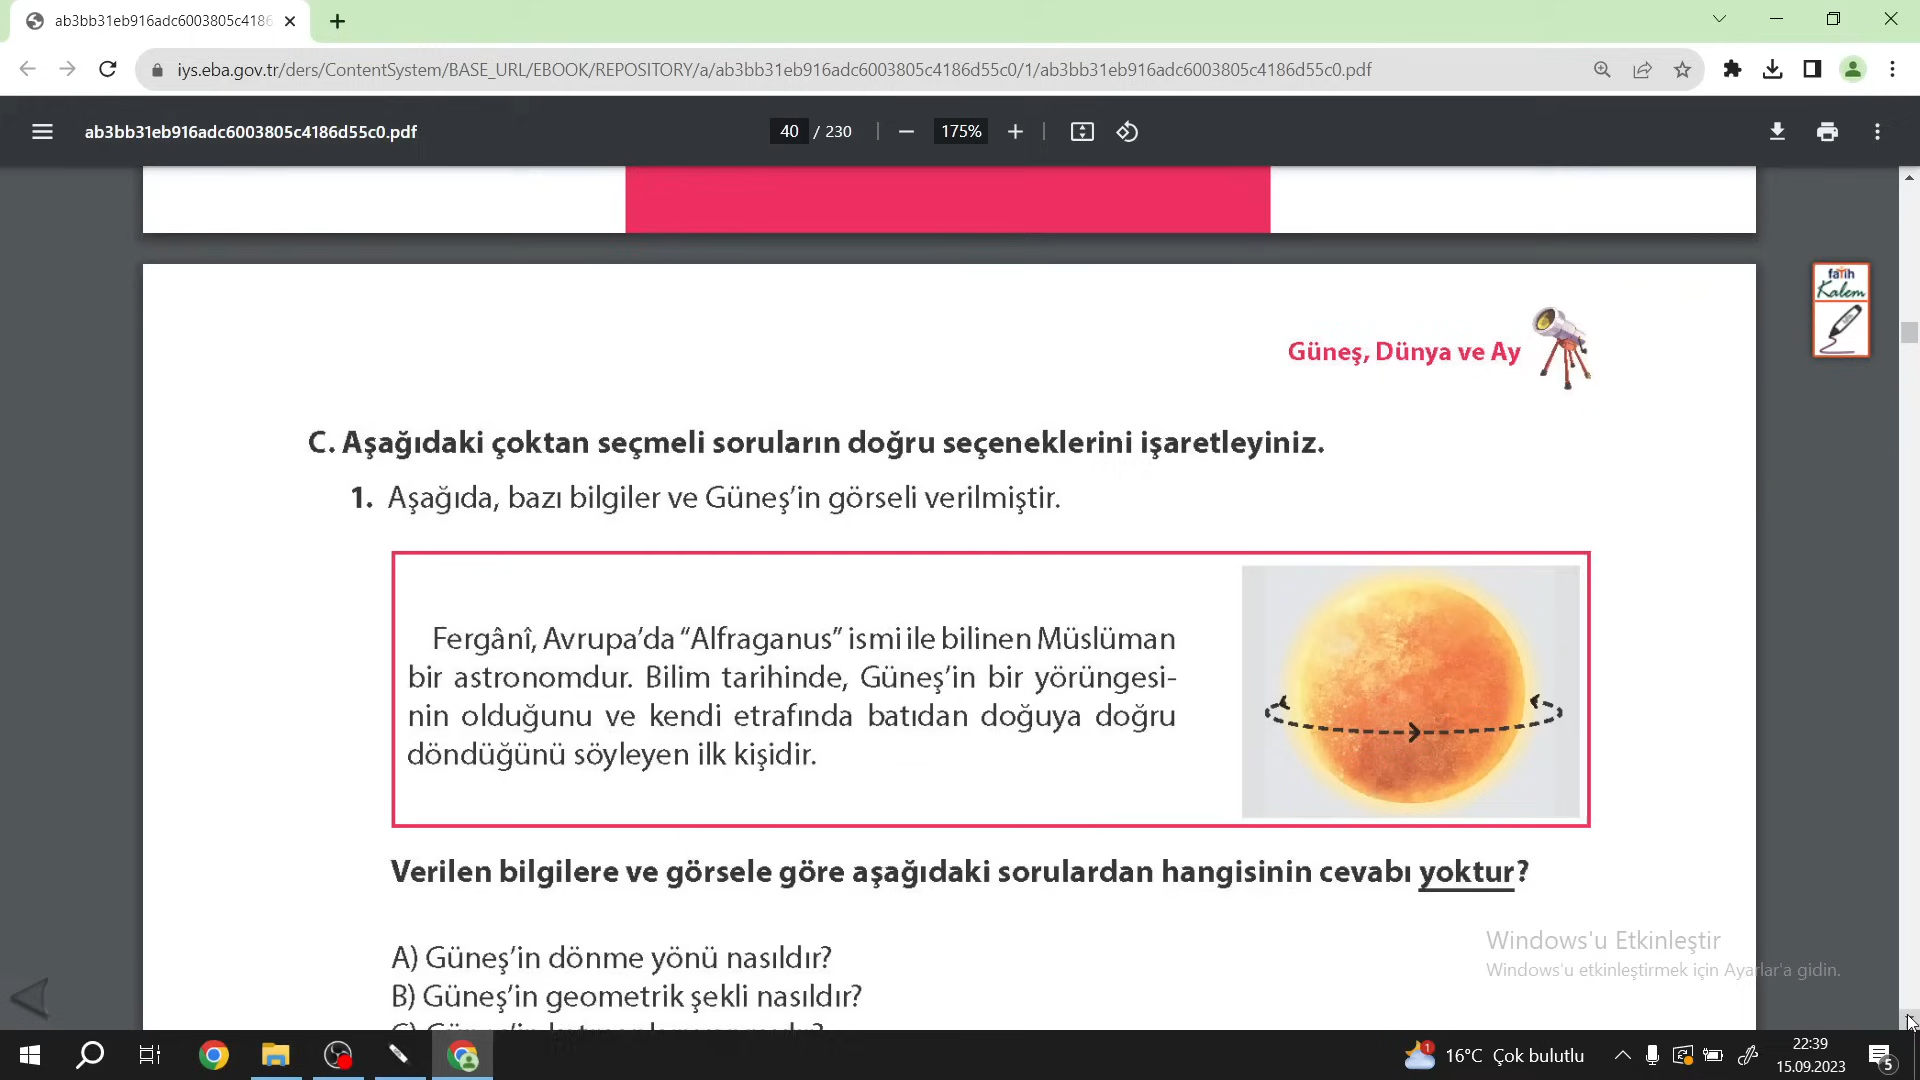 ab3bb31eb916adc6003805c4186
iys.eba.gov.tr/ders/ContentSystem/BASE_URL/EBOOK/REPOSITORY/a/ab3bb31eb916adc6003805c4186d55c0/1/ab3bb31eb916adc6003805c4186d55c0.pdf
ab3bb31eb916adc6003805c4186d55c0.pdf
40 / 230
175%
fatih
Kalem
Güneş, Dünya ve Ay
C. Aşağıdaki çoktan seçmeli soruların doğru seçeneklerini işaretleyiniz.
1. Aşağıda, bazı bilgiler ve Güneş’in görseli verilmiştir.
Fergânî, Avrupa’da “Alfraganus” ismi ile bilinen Müslüman
bir astronomdur. Bilim tarihinde, Güneş’in bir yörüngesi-
nin olduğunu ve kendi etrafında batıdan doğuya doğru
döndüğünü söyleyen ilk kişidir.
Verilen bilgilere ve görsele göre aşağıdaki sorulardan hangisinin cevabı yoktur?
A) Güneş’in dönme yönü nasıldır?
B) Güneş’in geometrik şekli nasıldır?
Windows'u Etkinleştir
Windows'u etkinleştirmek için Ayarlar'a gidin.
1
16°C Çok bulutlu
22:39
15.09.2023
5